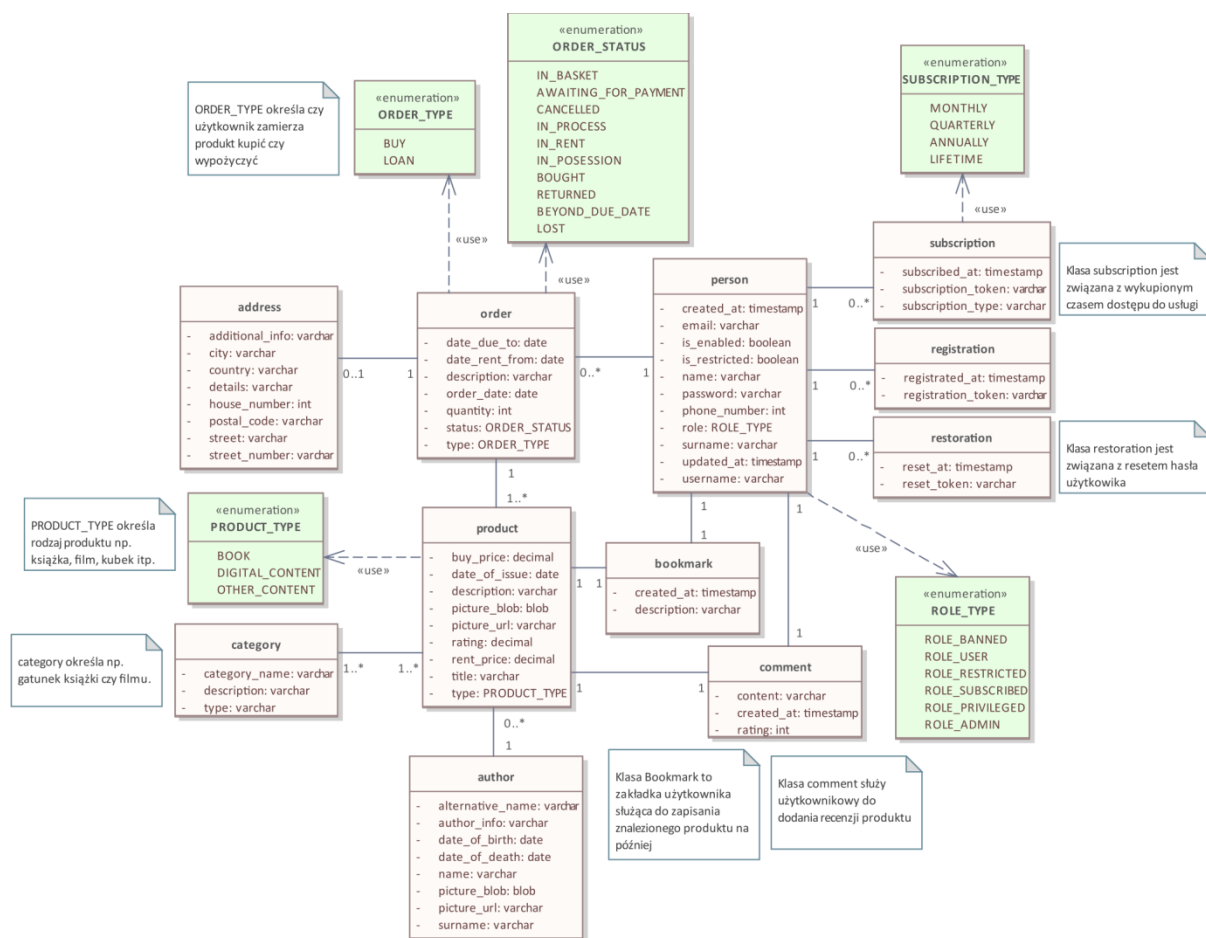 «enumeration»
ORDER_STATUS
IN_BASKET
AWAITING_FOR_PAYMENT
CANCELLED
IN_PROCESS
IN_RENT
IN_POSESSION
BOUGHT
RETURNED
BEYOND_DUE_DATE
LOST
«enumeration»
SUBSCRIPTION_TYPE
MONTHLY
QUARTERLY
ANNUALLY
LIFETIME
ORDER_TYPE określa czy
użytkownik zamierza
produkt kupić czy
wypożyczyć
«enumeration»
ORDER_TYPE
BUY
LOAN
«use»
«use»
«use»
subscription
- subscribed_at: timestamp
- subscription_token: varchar
- subscription_type: varchar
Klasa subscription jest
związana z wykupionym
czasem dostępu do usługi
address
- additional_info: varchar
- city: varchar
- country: varchar
- details: varchar
- house_number: int
- postal_code: varchar
- street: varchar
- street_number: varchar
0..1
1
order
- date_due_to: date
- date_rent_from: date
- description: varchar
- order_date: date
- quantity: int
- status: ORDER_STATUS
- type: ORDER_TYPE
0..*
1
person
- created_at: timestamp
- email: varchar
- is_enabled: boolean
- is_restricted: boolean
- name: varchar
- password: varchar
- phone_number: int
- role: ROLE_TYPE
- surname: varchar
- updated_at: timestamp
- username: varchar
1
0..*
registration
- registrated_at: timestamp
- registration_token: varchar
1
0..*
restoration
- reset_at: timestamp
- reset_token: varchar
1
0..*
Klasa restoration jest
związana z resetem hasła
użytkowika
1
1..*
1
1
1
1
«use»
PRODUCT_TYPE określa
rodzaj produktu np.
książka, film, kubek itp.
«enumeration»
PRODUCT_TYPE
BOOK
DIGITAL_CONTENT
OTHER_CONTENT
«use»
product
- buy_price: decimal
- date_of_issue: date
- description: varchar
- picture_blob: blob
- picture_url: varchar
- rating: decimal
- rent_price: decimal
- title: varchar
- type: PRODUCT_TYPE
1
1
bookmark
- created_at: timestamp
- description: varchar
«enumeration»
ROLE_TYPE
ROLE_BANNED
ROLE_USER
ROLE_RESTRICTED
ROLE_SUBSCRIBED
ROLE_PRIVILEGED
ROLE_ADMIN
category określa np.
gatunek książki czy filmu.
category
- category_name: varchar
- description: varchar
- type: varchar
1..*
1..*
1
1
comment
- content: varchar
- created_at: timestamp
- rating: int
0..*
1
author
- alternative_name: varchar
- author_info: varchar
- date_of_birth: date
- date_of_death: date
- name: varchar
- picture_blob: blob
- picture_url: varchar
- surname: varchar
Klasa Bookmark to
zakładka użytkownika
służąca do zapisania
znalezionego produktu na
później
Klasa comment służy
użytkownikowy do
dodania recenzji produktu